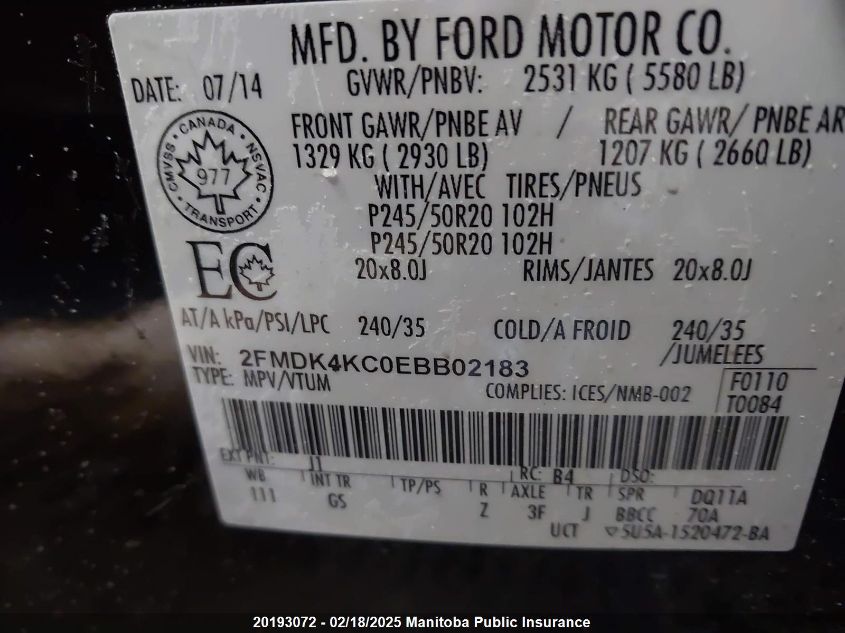 MFD. BY FORD MOTOR CO.
DATE: 07/14 GVWR/PNBV: 2531 KG ( 5580 LB)
FRONT GAWR/PNBE AV / REAR GAWR/ PNBE AR
1329 KG ( 2930 LB) 1207 KG ( 2660 LB)
WITH/AVEC TIRES/PNEUS
P245/50R20 102H
P245/50R20 102H
20x8.0J RIMS/JANTES 20x8.0J
CANADA
CMVSS NSVAC
977
TRANSPORT
EC
AT/A kPa/PSI/LPC 240/35 COLD/A FROID 240/35
/JUMELEES
VIN: 2FMDK4KC0EBB02183
TYPE: MPV/VTUM COMPLIES: ICES/NMB-002
F0110
T0084
EXT PNT: J1 RC: B4 DSO:
WB INT TR TP/PS R AXLE TR SPR DQ11A
111 GS Z 3F J BBCC 70A
UCT 5U5A-1520472-BA
20193072 - 02/18/2025 Manitoba Public Insurance